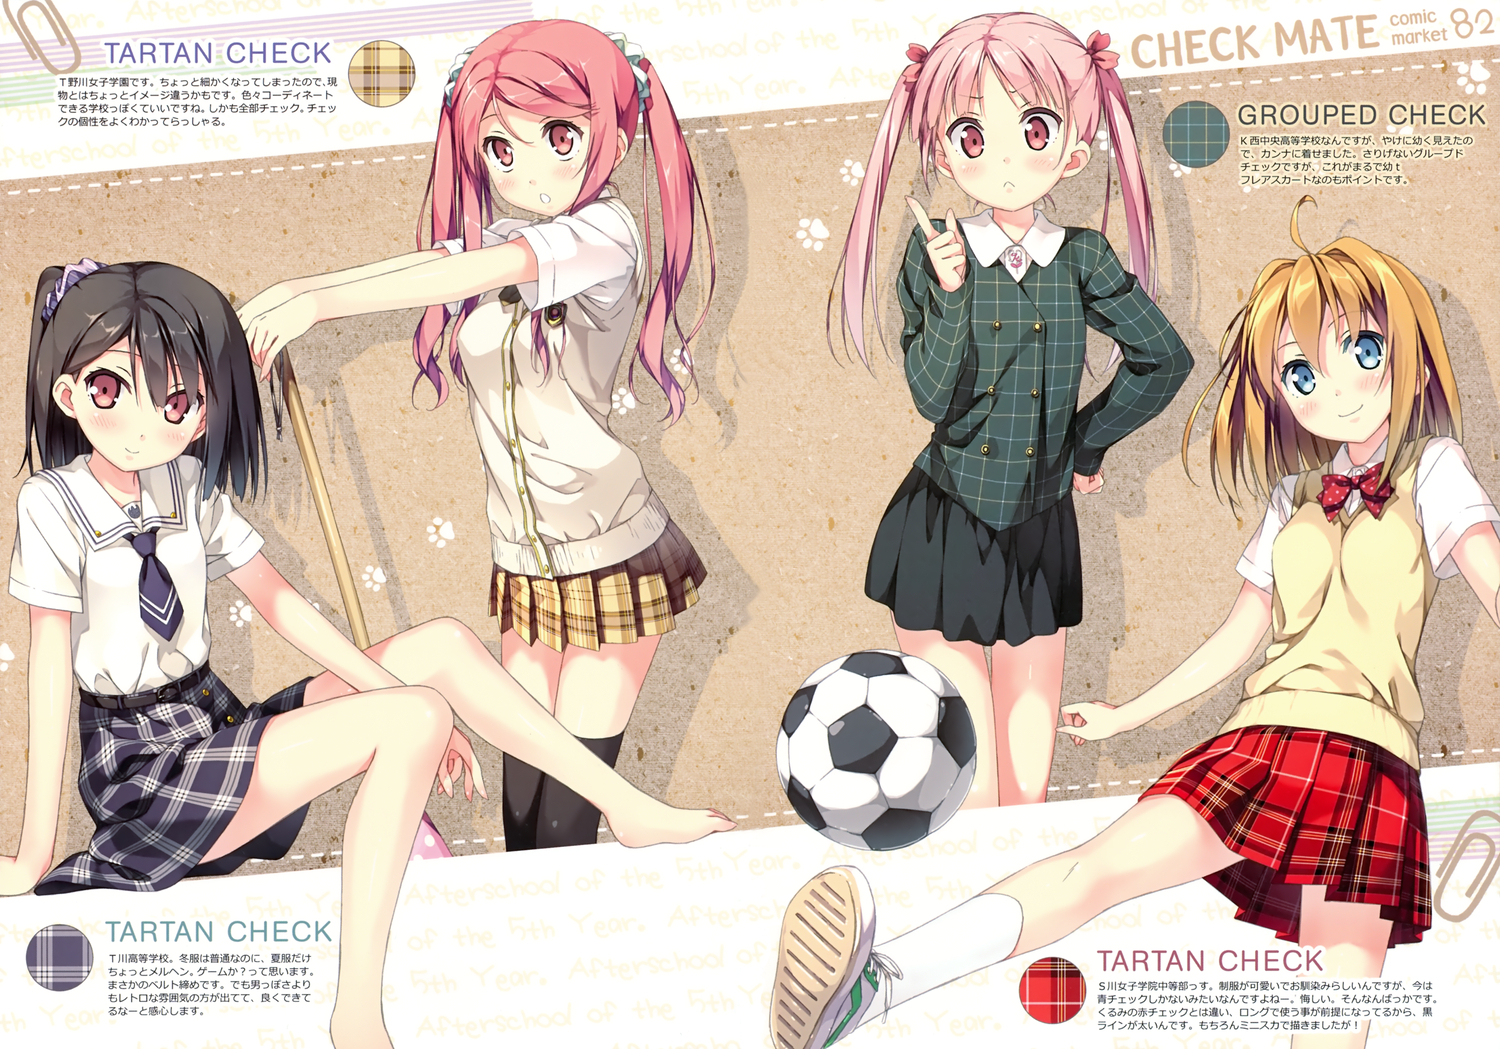 CHECK MATE comic
market 82
TARTAN CHECK
T野川女子学園です。ちょっと細かくなってしまったので、現
物とはちょっとイメージ違うかもです。色々コーディネート
できる学校っぽくていいですね。しかも全部チェック。チェッ
クの個性をよくわかってらっしゃる。
GROUPED CHECK
K西中央高等学校なんですが、やけに幼く見えたの
で、カンナに着せました。さりげないグループド
チェックですが、これがまるで幼t
フレアスカートなのもポイントです。
TARTAN CHECK
T川高等学校。冬服は普通なのに、夏服だけ
ちょっとメルヘン。ゲームか?って思います。
まさかのベルト締めです。でも男っぽさより
もレトロな雰囲気の方が出てて、良くできて
るなーと感心します。
TARTAN CHECK
S川女子学院中等部っす。制服が可愛いでお馴染みらしいんですが、今は
青チェックしかないみたいなんですよねー。悔しい。そんなんばっかです。
くるみの赤チェックとは違い、ロングで使う事が前提になってるから、黒
ラインが太いんです。もちろんミニスカで描きましたが!
Afterschool of the 5th Year.